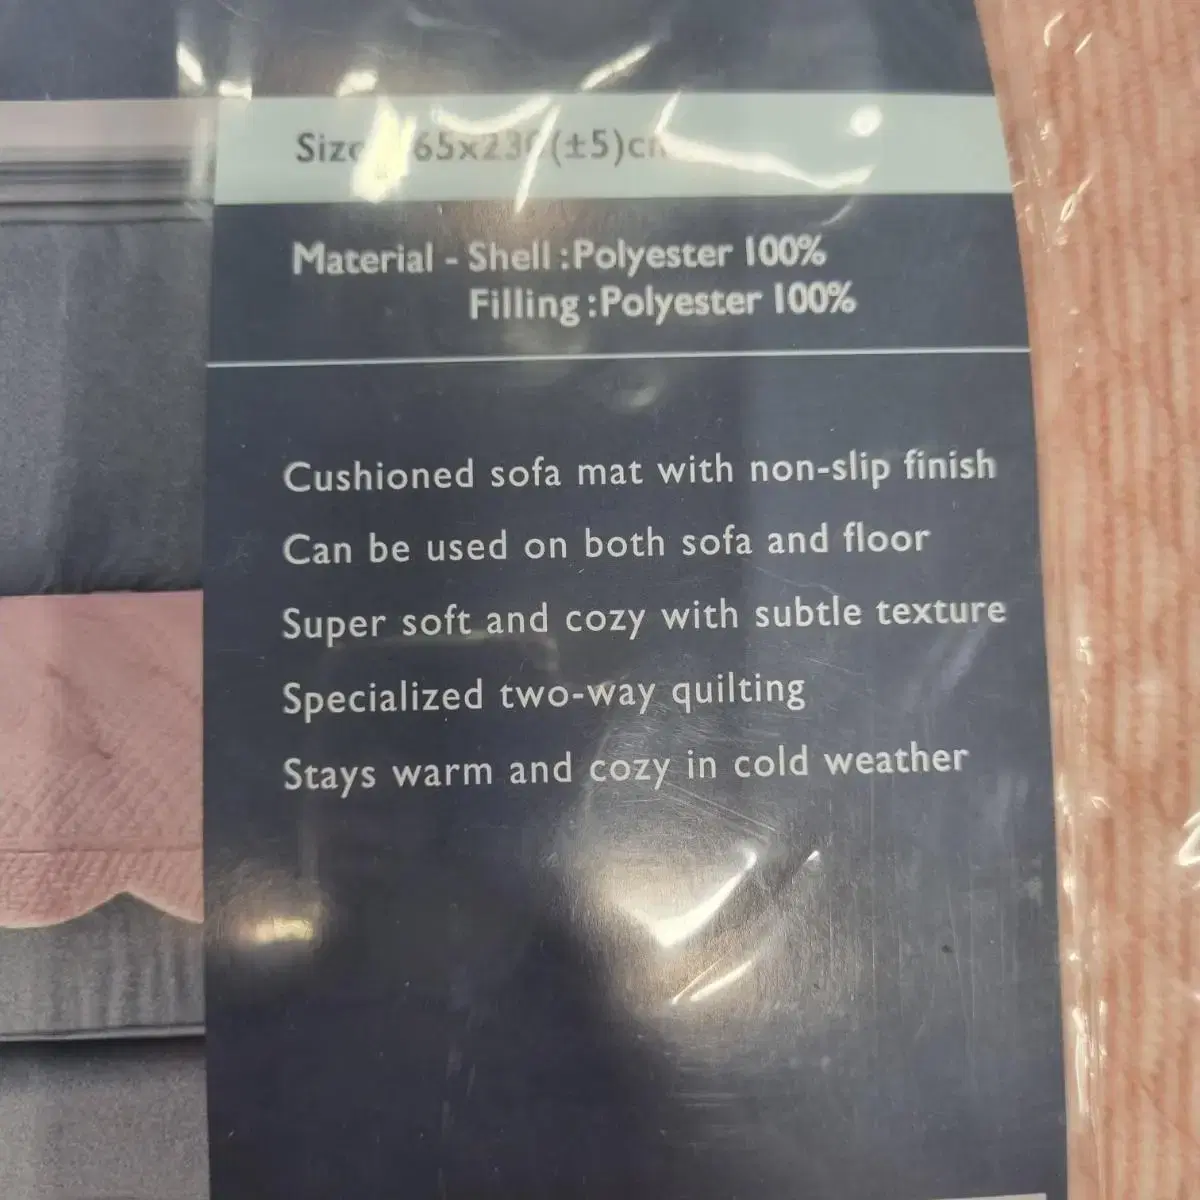 (±5)
Material - Shell :Polyester 100%
Filling :Polyester 100%
Cushioned sofa mat with non-slip finish
Can be used on both sofa and floor
Super soft and cozy with subtle texture
Specialized two-way quilting
Stays warm and cozy in cold weather